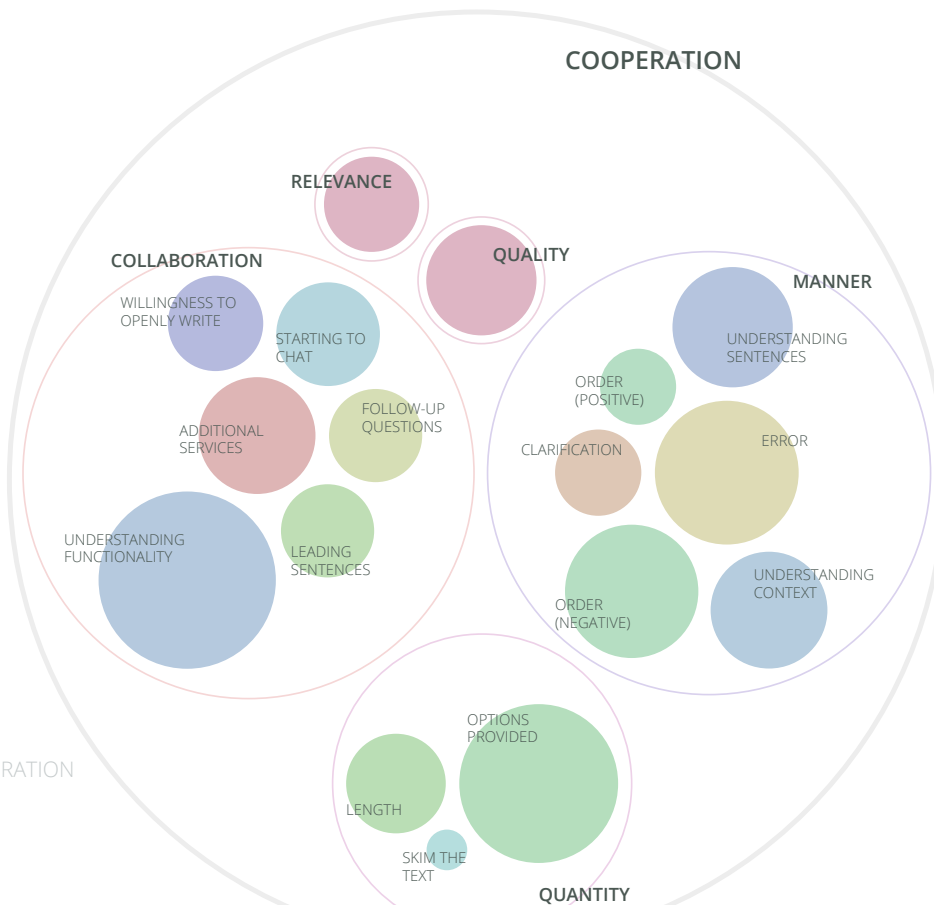 COOPERATION
RELEVANCE
QUALITY
COLLABORATION
WILLINGNESS TO
OPENLY WRITE
STARTING TO
CHAT
ADDITIONAL
SERVICES
FOLLOW-UP
QUESTIONS
UNDERSTANDING
FUNCTIONALITY
LEADING
SENTENCES
MANNER
UNDERSTANDING
SENTENCES
ORDER
(POSITIVE)
CLARIFICATION
ERROR
ORDER
(NEGATIVE)
UNDERSTANDING
CONTEXT
OPTIONS
PROVIDED
LENGTH
SKIM THE
TEXT
QUANTITY
RATION